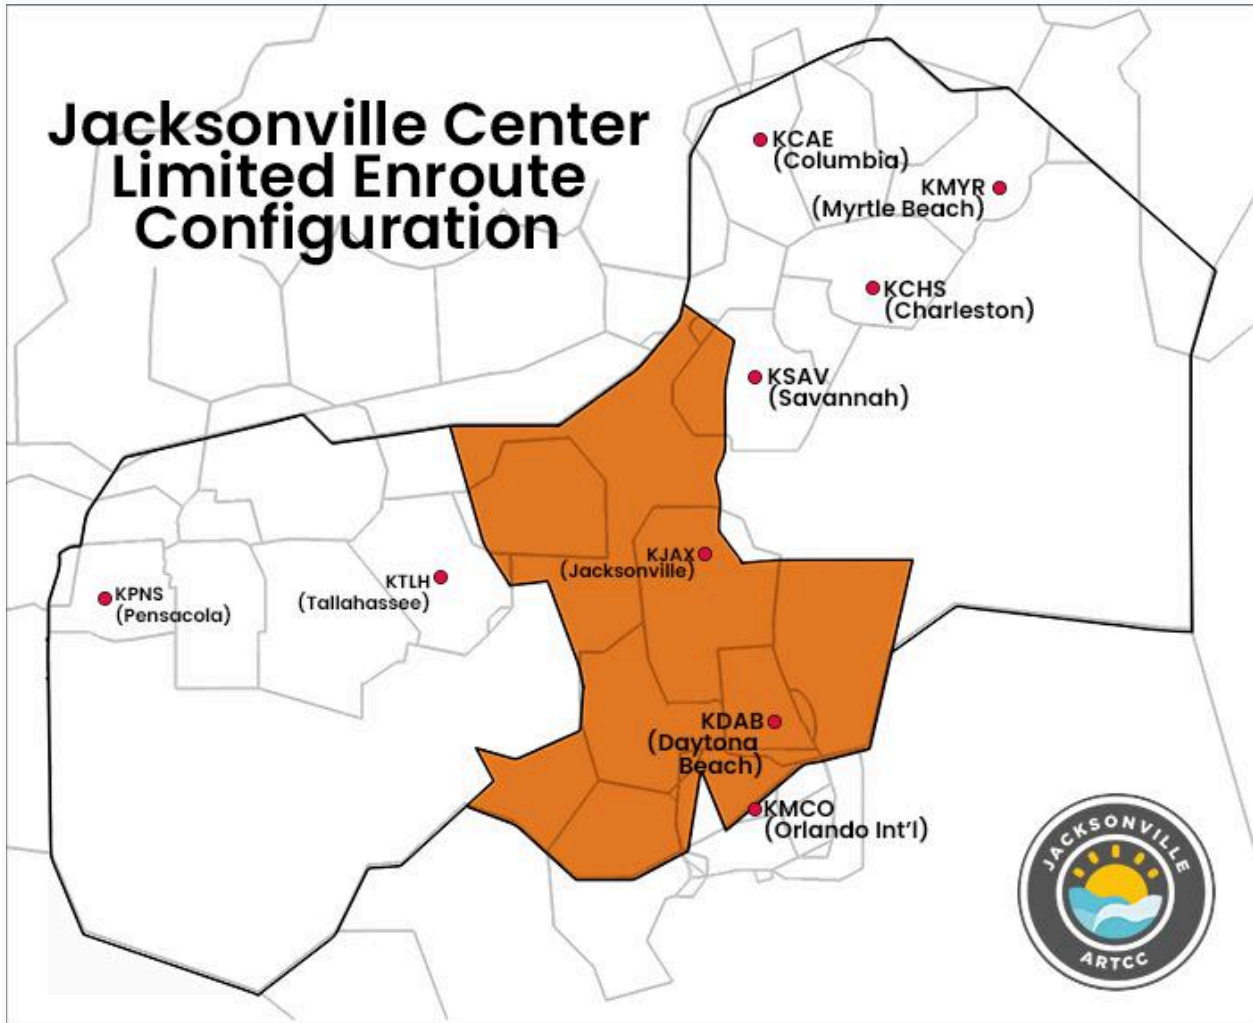 Jacksonville Center
Limited Enroute
Configuration
KCAE
(Columbia)
KMYR
(Myrtle Beach)
KCHS
(Charleston)
KSAV
(Savannah)
KJAX
(Jacksonville)
KTLH
(Tallahassee)
KPNS
(Pensacola)
KDAB
(Daytona
Beach)
KMCO
(Orlando Int'l)
JACKSONVILLE
ARTCC